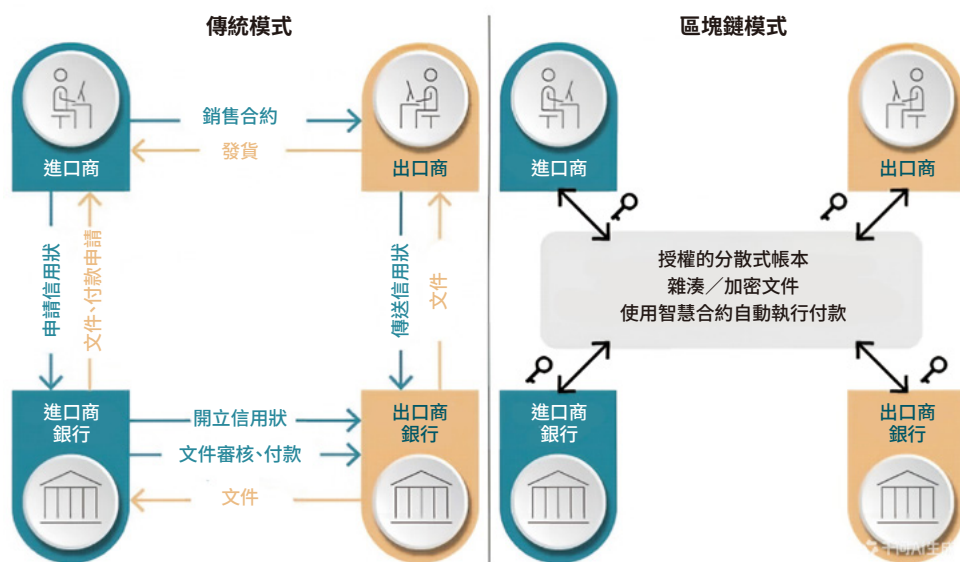 傳統模式
進口商
銷售合約
發貨
出口商
申請信用狀
文件、付款申請
傳送信用狀
文件
進口商
銀行
開立信用狀
文件審核、付款
文件
出口商
銀行
區塊鏈模式
進口商
出口商
授權的分散式帳本
雜湊／加密文件
使用智慧合約自動執行付款
進口商
銀行
出口商
銀行